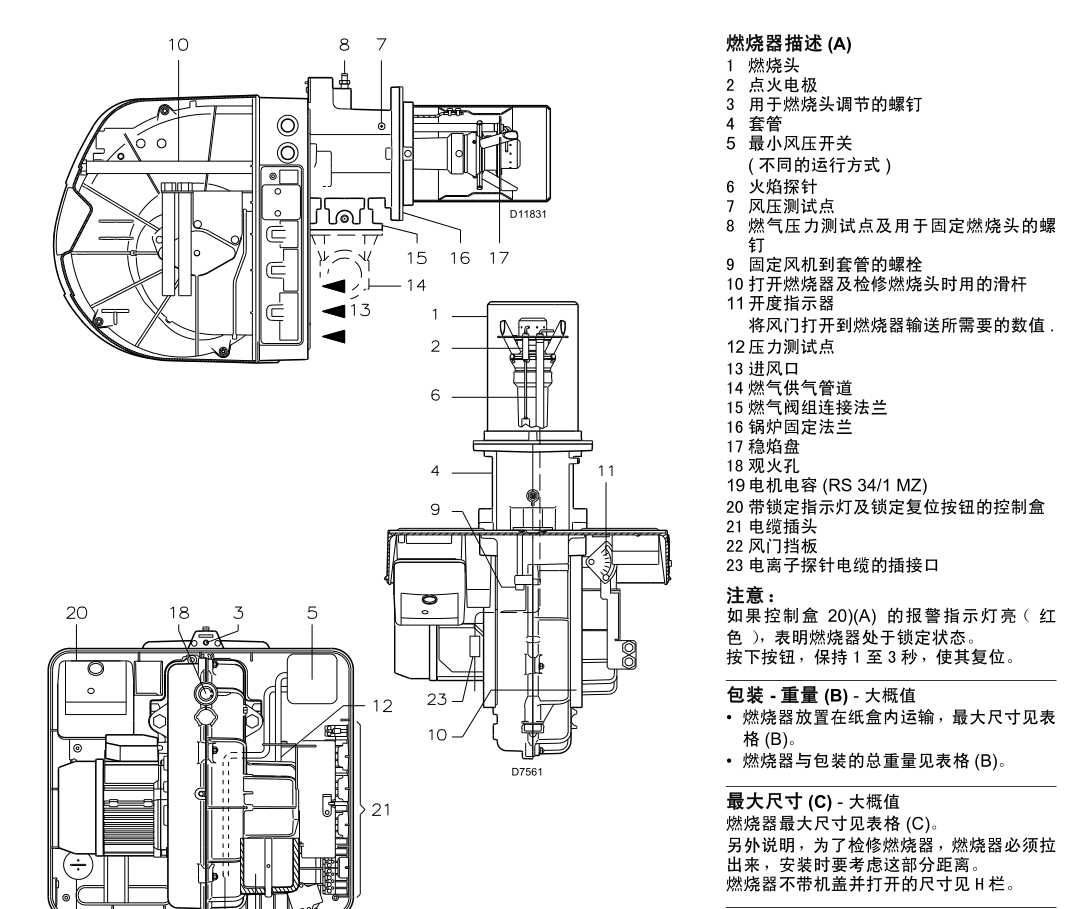 10
8
7
D11831
15
16
17
14
13
1
2
6
4
11
9
20
18
3
5
12
23
10
D7561
21
燃烧器描述 (A)
1 燃烧头
2 点火电极
3 用于燃烧头调节的螺钉
4 套管
5 最小风压开关
( 不同的运行方式 )
6 火焰探针
7 风压测试点
8 燃气压力测试点及用于固定燃烧头的螺
钉
9 固定风机到套管的螺栓
10 打开燃烧器及检修燃烧头时用的滑杆
11 开度指示器
将风门打开到燃烧器输送所需要的数值 .
12 压力测试点
13 进风口
14 燃气供气管道
15 燃气阀组连接法兰
16 锅炉固定法兰
17 稳焰盘
18 观火孔
19 电机电容 (RS 34/1 MZ)
20 带锁定指示灯及锁定复位按钮的控制盒
21 电缆插头
22 风门挡板
23 电离子探针电缆的插接口
注意：
如果控制盒 20)(A) 的报警指示灯亮（ 红
色 ），表明燃烧器处于锁定状态。
按下按钮，保持 1 至 3 秒，使其复位。
包装 - 重量 (B) - 大概值
• 燃烧器放置在纸盒内运输，最大尺寸见表
格 (B)。
• 燃烧器与包装的总重量见表格 (B)。
最大尺寸 (C) - 大概值
燃烧器最大尺寸见表格 (C)。
另外说明，为了检修燃烧器，燃烧器必须拉
出来，安装时要考虑这部分距离。
燃烧器不带机盖并打开的尺寸见 H 栏。